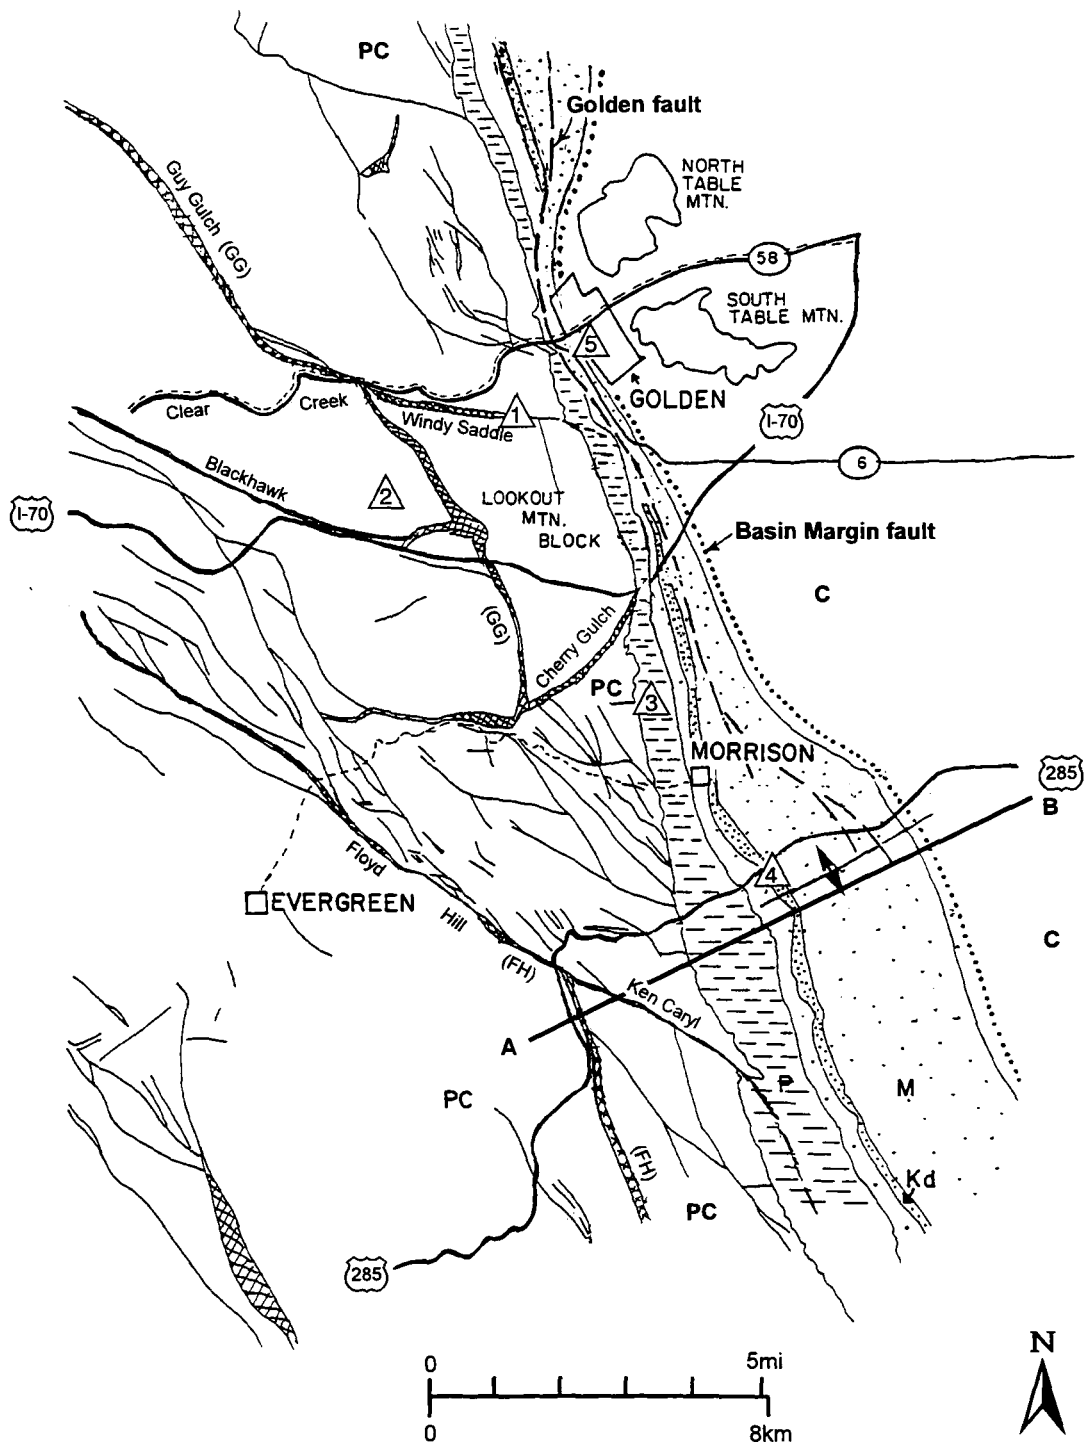 PC
Golden fault
NORTH
TABLE
MTN.
Guy Gulch (GG)
58
SOUTH
TABLE MTN.
5
GOLDEN
Clear
Creek
1
Windy Saddle
I-70
6
Blackhawk
2
LOOKOUT
MTN.
BLOCK
I-70
Basin Margin fault
C
(GG)
Cherry Gulch
PC
3
MORRISON
285
B
Floyd
4
EVERGREEN
Hill
(FH)
C
Ken Caryl
A
PC
P
M
(FH)
Kd
PC
285
N
0
5mi
0
8km